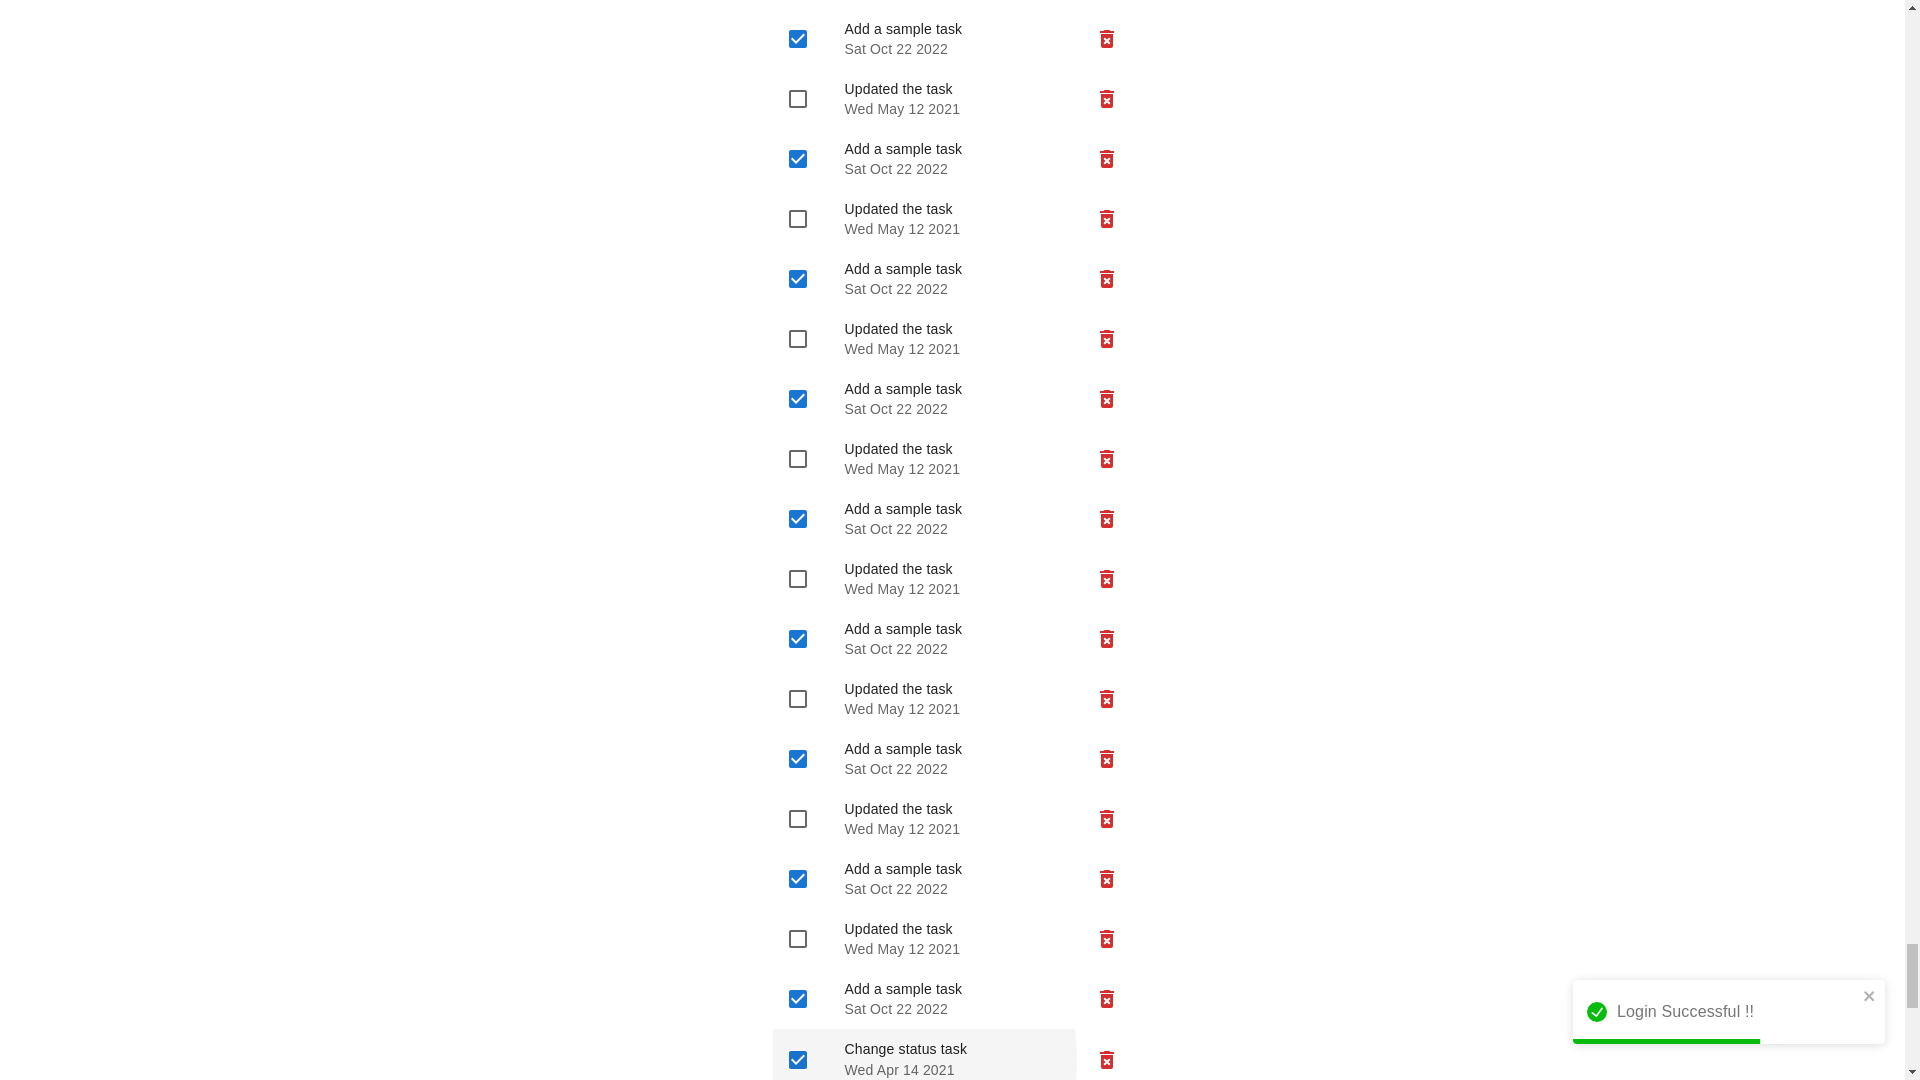 Add a sample task
Sat Oct 22 2022
Updated the task
Wed May 12 2021
Add a sample task
Sat Oct 22 2022
Updated the task
Wed May 12 2021
Add a sample task
Sat Oct 22 2022
Updated the task
Wed May 12 2021
Add a sample task
Sat Oct 22 2022
Updated the task
Wed May 12 2021
Add a sample task
Sat Oct 22 2022
Updated the task
Wed May 12 2021
Add a sample task
Sat Oct 22 2022
Updated the task
Wed May 12 2021
Add a sample task
Sat Oct 22 2022
Updated the task
Wed May 12 2021
Add a sample task
Sat Oct 22 2022
Updated the task
Wed May 12 2021
Add a sample task
Sat Oct 22 2022
Login Successful !!
Change status task
Wed Apr 14 2021